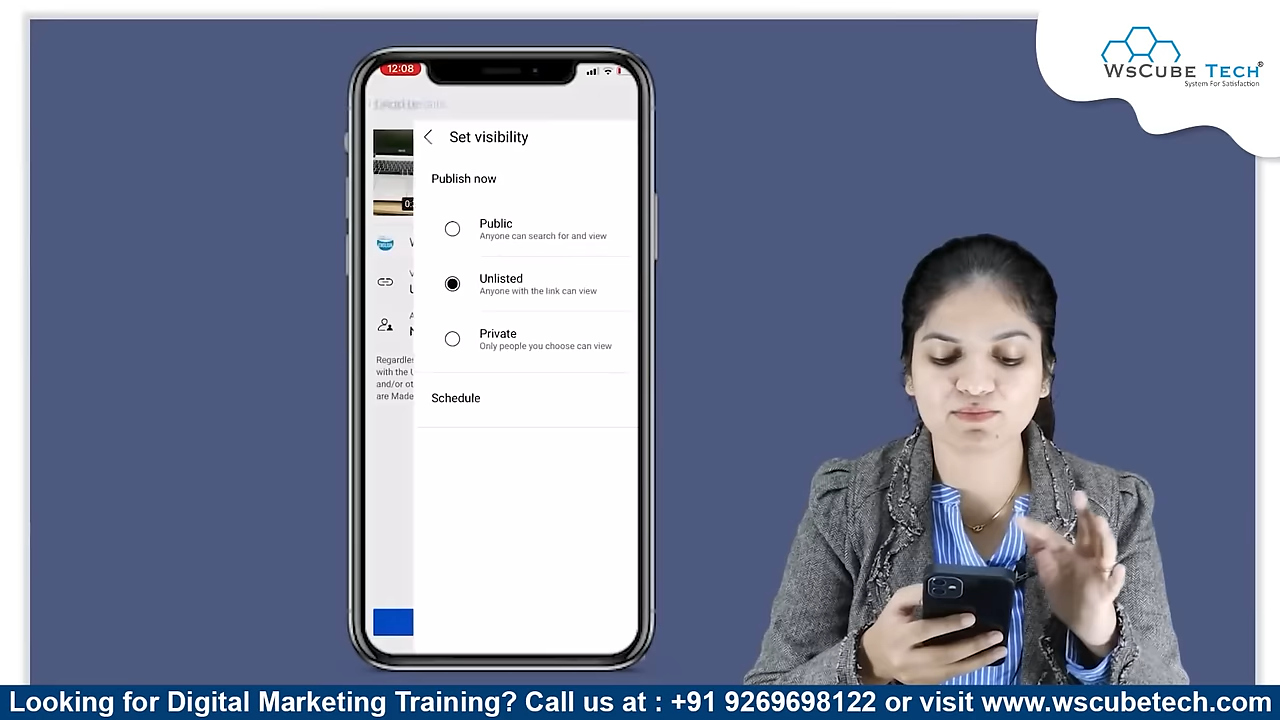 WsCube Tech®
System For Satisfaction
12:08
Set visibility
Publish now
Public
Anyone can search for and view
Unlisted
Anyone with the link can view
Private
Only people you choose can view
Schedule
Regardles
with the
and/or ot
are Made
Looking for Digital Marketing Training? Call us at : +91 9269698122 or visit www.wscubetech.com